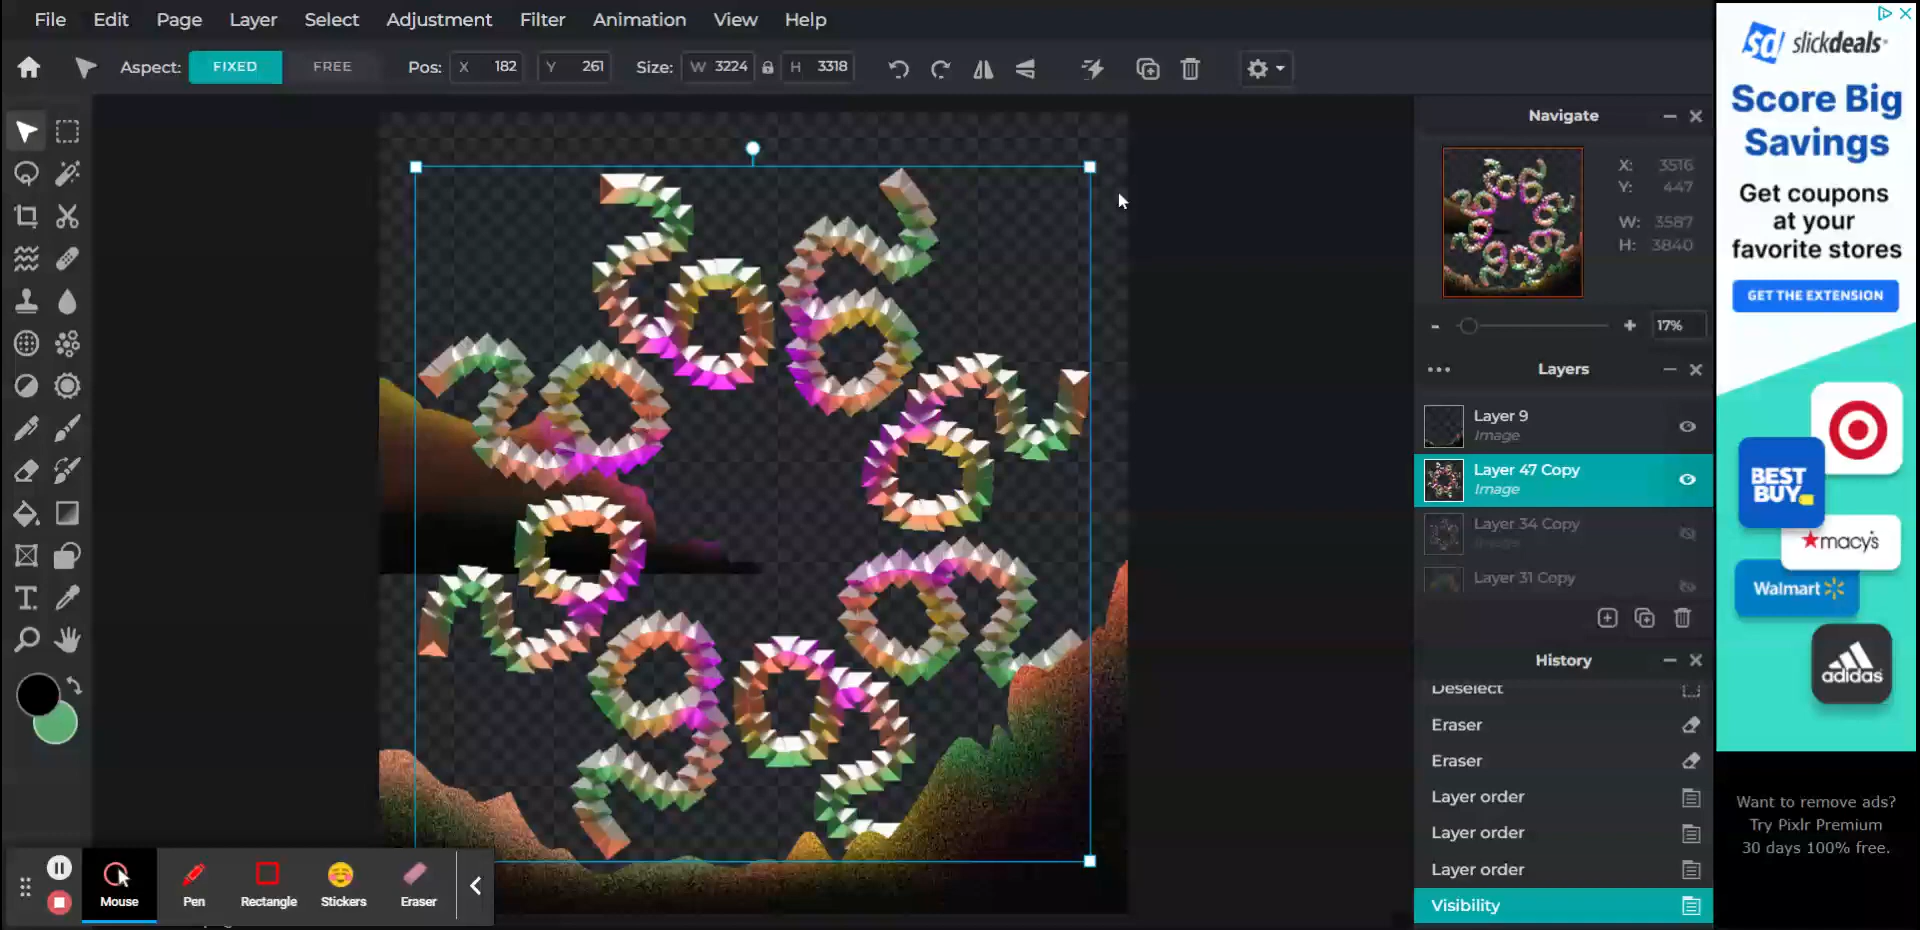 File Edit Page Layer Select Adjustment Filter Animation View Help
Aspect: FIXED FREE Pos: X 182 Y 261 Size: W 3224 H 3318
Navigate
X: 3516
Y: 447
W: 3587
H: 3840
- + 17%
Layers
Layer 9
Image
Layer 47 Copy
Image
Layer 34 Copy
Image
Layer 31 Copy
History
Deselect
Eraser
Eraser
Layer order
Layer order
Layer order
Visibility
Mouse Pen Rectangle Stickers Eraser
sd slickdeals
Score Big
Savings
Get coupons
at your
favorite stores
GET THE EXTENSION
BEST
BUY
macy's
Walmart
adidas
Want to remove ads?
Try Pixlr Premium
30 days 100% free.